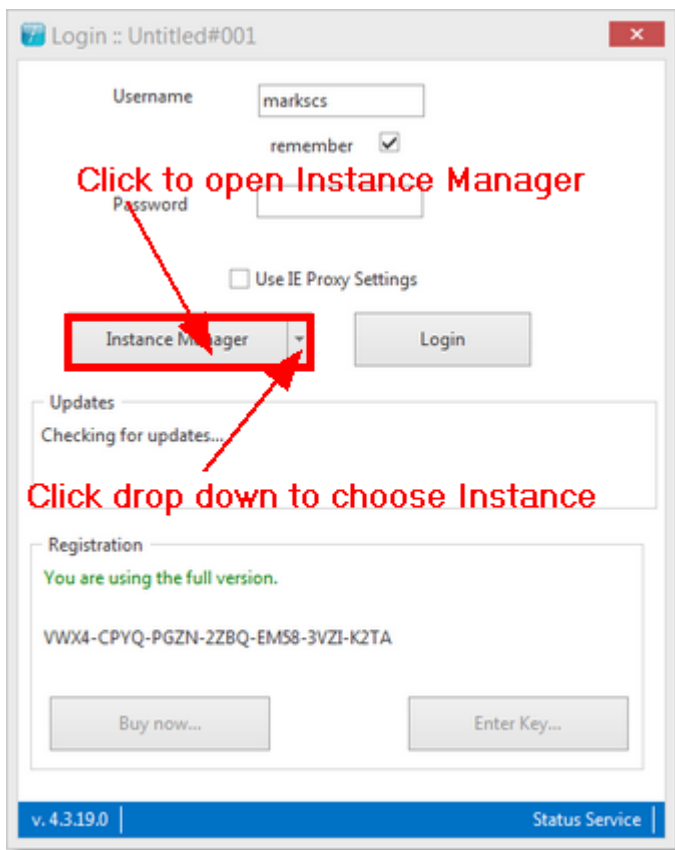 Login :: Untitled#001
Username
markscs
remember
Click to open Instance Manager
Password
Use IE Proxy Settings
Instance Manager
Login
Updates
Checking for updates...
Click drop down to choose Instance
Registration
You are using the full version.
VWX4-CPYQ-PGZN-2ZBQ-EM58-3VZI-K2TA
Buy now...
Enter Key...
v. 4.3.19.0
Status Service